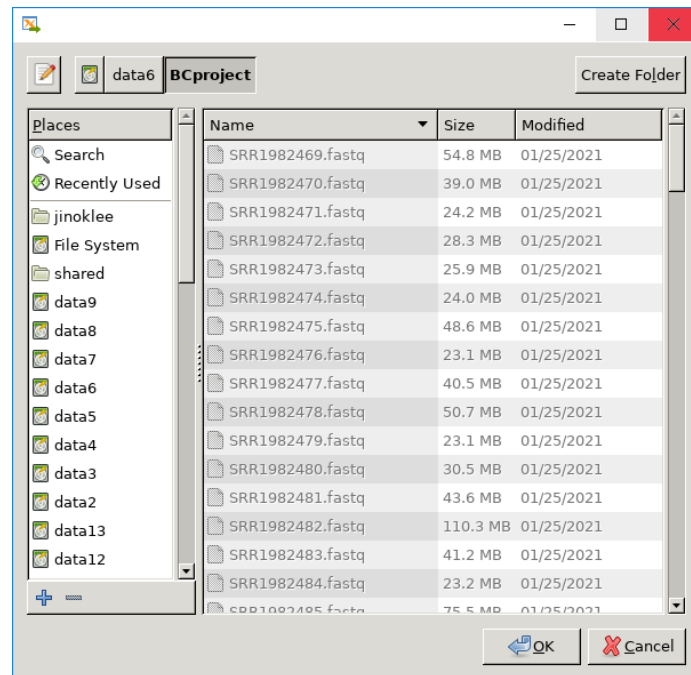 data6 BCproject Create Folder
Places
Search
Recently Used
jinoklee
File System
shared
data9
data8
data7
data6
data5
data4
data3
data2
data13
data12
Name Size Modified
SRR1982469.fastq 54.8 MB 01/25/2021
SRR1982470.fastq 39.0 MB 01/25/2021
SRR1982471.fastq 24.2 MB 01/25/2021
SRR1982472.fastq 28.3 MB 01/25/2021
SRR1982473.fastq 25.9 MB 01/25/2021
SRR1982474.fastq 24.0 MB 01/25/2021
SRR1982475.fastq 48.6 MB 01/25/2021
SRR1982476.fastq 23.1 MB 01/25/2021
SRR1982477.fastq 40.5 MB 01/25/2021
SRR1982478.fastq 50.7 MB 01/25/2021
SRR1982479.fastq 23.1 MB 01/25/2021
SRR1982480.fastq 30.5 MB 01/25/2021
SRR1982481.fastq 43.6 MB 01/25/2021
SRR1982482.fastq 110.3 MB 01/25/2021
SRR1982483.fastq 41.2 MB 01/25/2021
SRR1982484.fastq 23.2 MB 01/25/2021
SRR1982485.fastq 75.5 MB 01/25/2021
OK Cancel